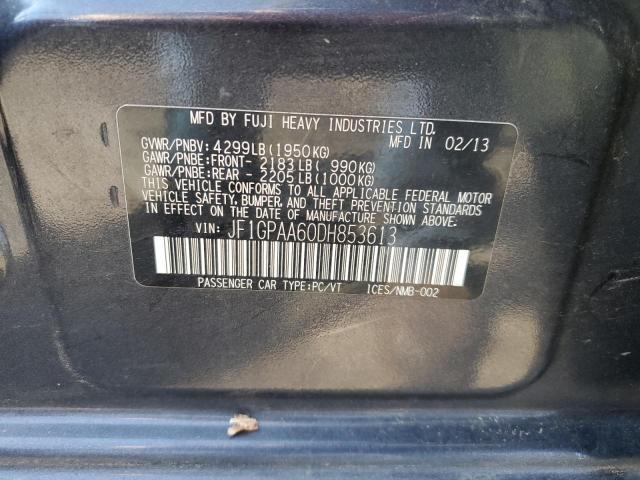 MFD BY FUJI HEAVY INDUSTRIES LTD.
GVWR/PNBV: 4299LB(1950KG) MFD IN 02/13
GAWR/PNBE:FRONT- 2183LB( 990KG)
GAWR/PNBE:REAR - 2205LB(1000KG)
THIS VEHICLE CONFORMS TO ALL APPLICABLE FEDERAL MOTOR
VEHICLE SAFETY, BUMPER, AND THEFT PREVENTION STANDARDS
IN EFFECT ON THE DATE OF MANUFACTURE SHOWN ABOVE.
VIN: JF1GPAA60DH853613
PASSENGER CAR TYPE:PC/VT ICES/NMB-002